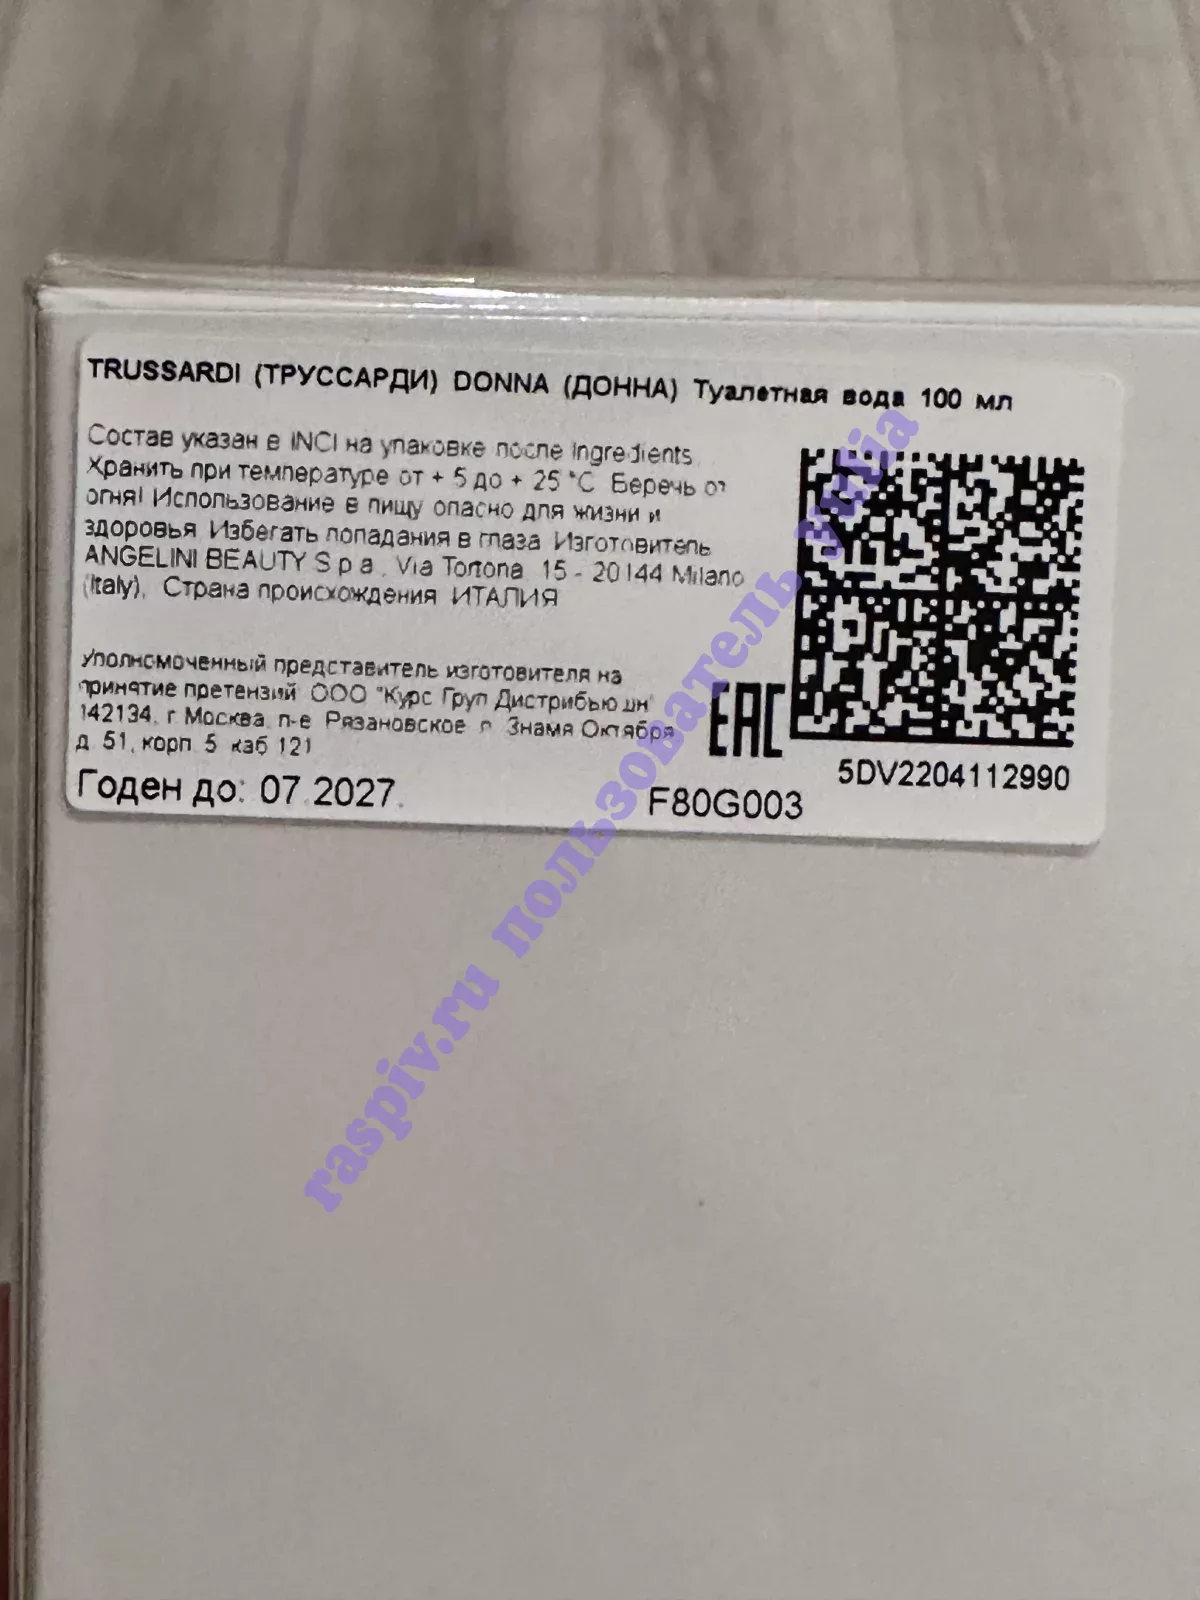 TRUSSARDI (ТРУССАРДИ) DONNA (ДОННА) Туалетная вода 100 мл
Состав указан в INCI на упаковке после Ingredients.
Хранить при температуре от + 5 до + 25 °C Беречь от
огня! Использование в пищу опасно для жизни и
здоровья Избегать попадания в глаза Изготовитель
ANGELINI BEAUTY S p a , Via Tortona, 15 - 20144 Milano
(Italy), Страна происхождения ИТАЛИЯ
Уполномоченный представитель изготовителя на
принятие претензий ООО "Курс Груп Дистрибьюшн"
142134, г Москва, п-е Рязановское п Знамя Октября
д 51, корп 5 каб 121
Годен до: 07.2027.
EAC
F80G003
5DV2204112990
raspiv.ru пользователь yulia